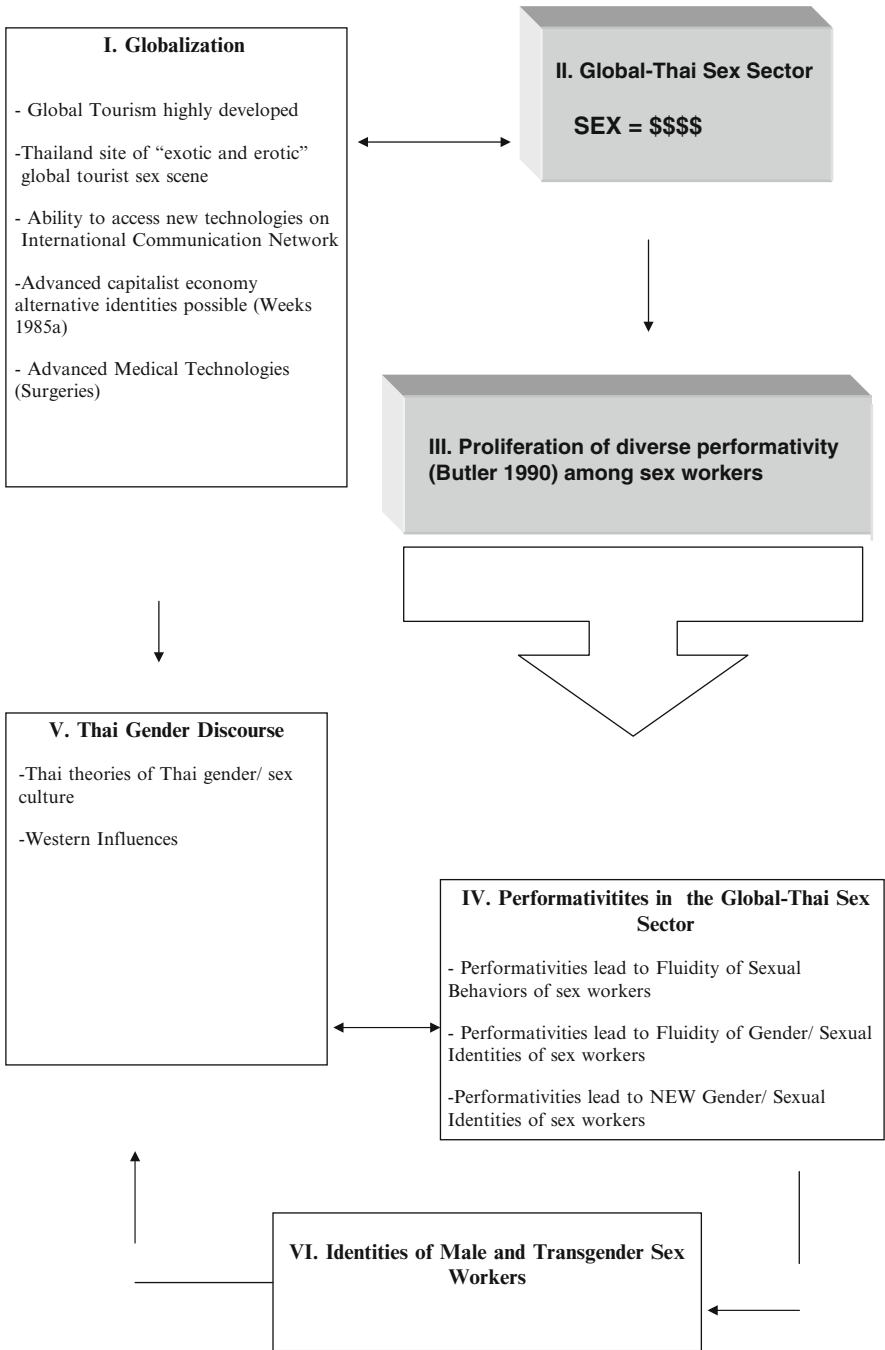 I. Globalization
- Global Tourism highly developed
-Thailand site of “exotic and erotic”
global tourist sex scene
- Ability to access new technologies on
International Communication Network
-Advanced capitalist economy
alternative identities possible (Weeks
1985a)
- Advanced Medical Technologies
(Surgeries)
II. Global-Thai Sex Sector
SEX = $$$$
III. Proliferation of diverse performativity
(Butler 1990) among sex workers
V. Thai Gender Discourse
-Thai theories of Thai gender/ sex
culture
-Western Influences
IV. Performativitites in the Global-Thai Sex
Sector
- Performativities lead to Fluidity of Sexual
Behaviors of sex workers
- Performativities lead to Fluidity of Gender/ Sexual
Identities of sex workers
-Performativities lead to NEW Gender/ Sexual
Identities of sex workers
VI. Identities of Male and Transgender Sex
Workers